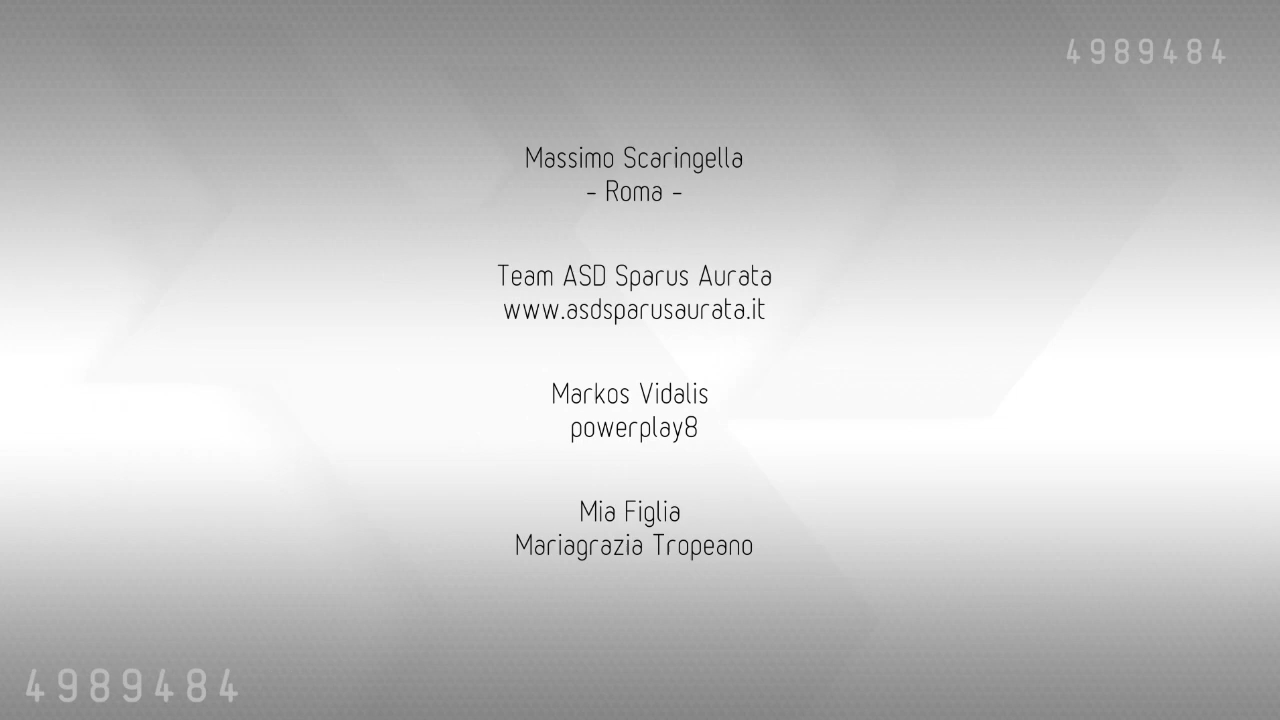 4989484
Massimo Scaringella
- Roma -
Team ASD Sparus Aurata
www.asdsparusaurata.it
Markos Vidalis
powerplay8
Mia Figlia
Mariagrazia Tropeano
4989484